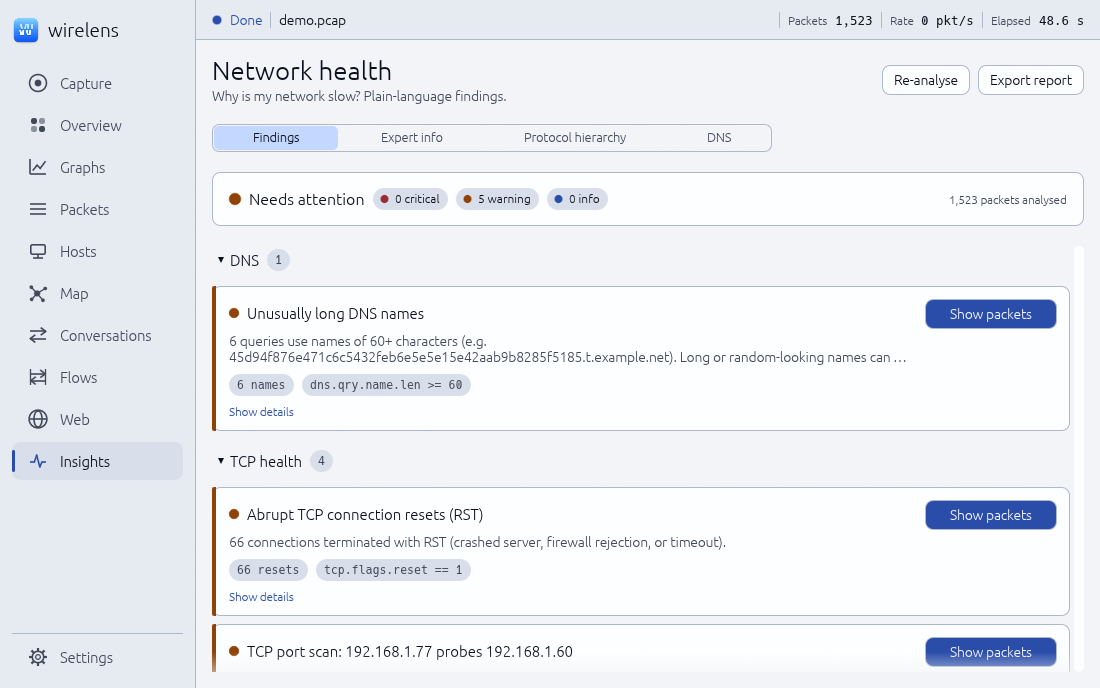 wirelens
Done
demo.pcap
Packets 1,523
Rate 0 pkt/s
Elapsed 48.6 s
Capture
Overview
Graphs
Packets
Hosts
Map
Conversations
Flows
Web
Insights
Settings
Network health
Why is my network slow? Plain-language findings.
Re-analyse
Export report
Findings
Expert info
Protocol hierarchy
DNS
Needs attention
0 critical
5 warning
0 info
1,523 packets analysed
▾ DNS 1
Unusually long DNS names
Show packets
6 queries use names of 60+ characters (e.g.
45d94f876e471c6c5432feb6e5e5e15e42aab9b8285f5185.t.example.net). Long or random-looking names can …
6 names
dns.qry.name.len >= 60
Show details
▾ TCP health 4
Abrupt TCP connection resets (RST)
Show packets
66 connections terminated with RST (crashed server, firewall rejection, or timeout).
66 resets
tcp.flags.reset == 1
Show details
TCP port scan: 192.168.1.77 probes 192.168.1.60
Show packets